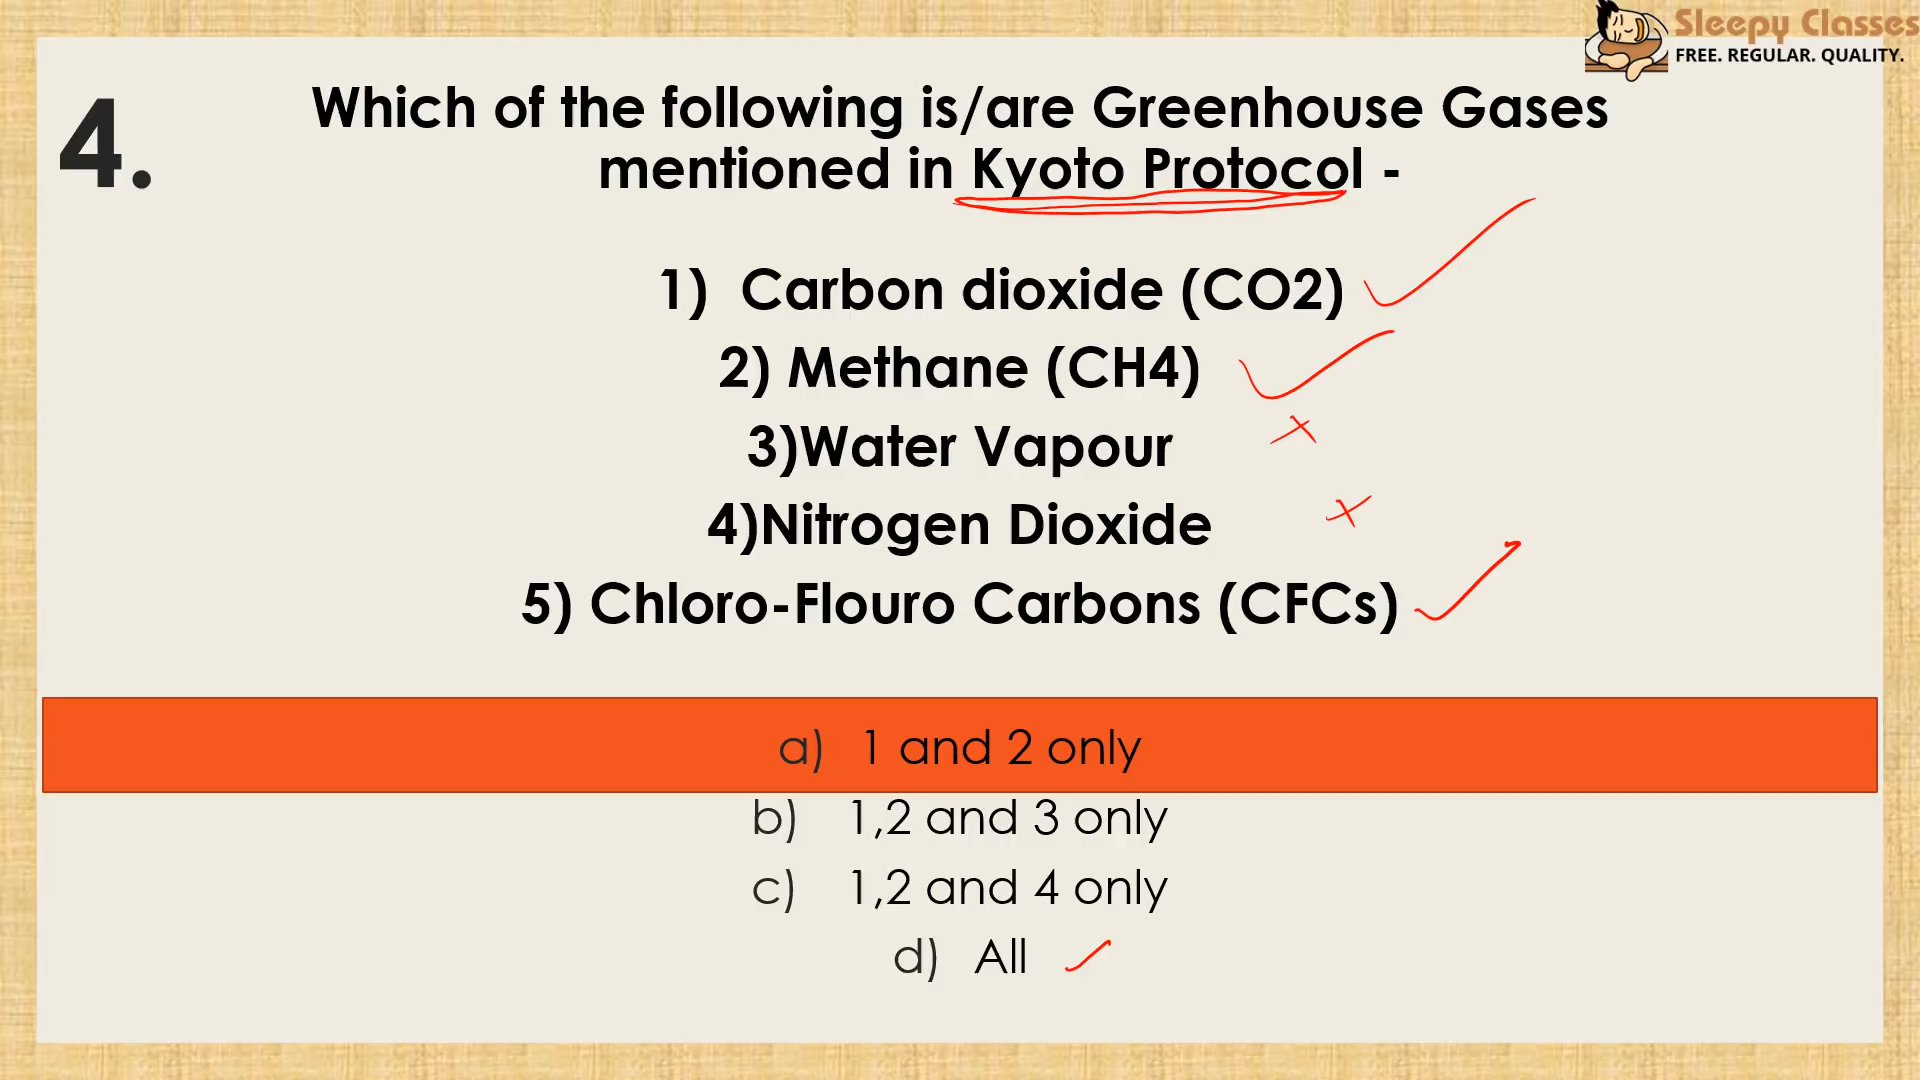 Sleepy Classes
FREE. REGULAR. QUALITY.
4.
Which of the following is/are Greenhouse Gases
mentioned in Kyoto Protocol -
1) Carbon dioxide (CO2)
2) Methane (CH4)
3)Water Vapour
4)Nitrogen Dioxide
5) Chloro-Flouro Carbons (CFCs)
a) 1 and 2 only
b) 1,2 and 3 only
c) 1,2 and 4 only
d) All